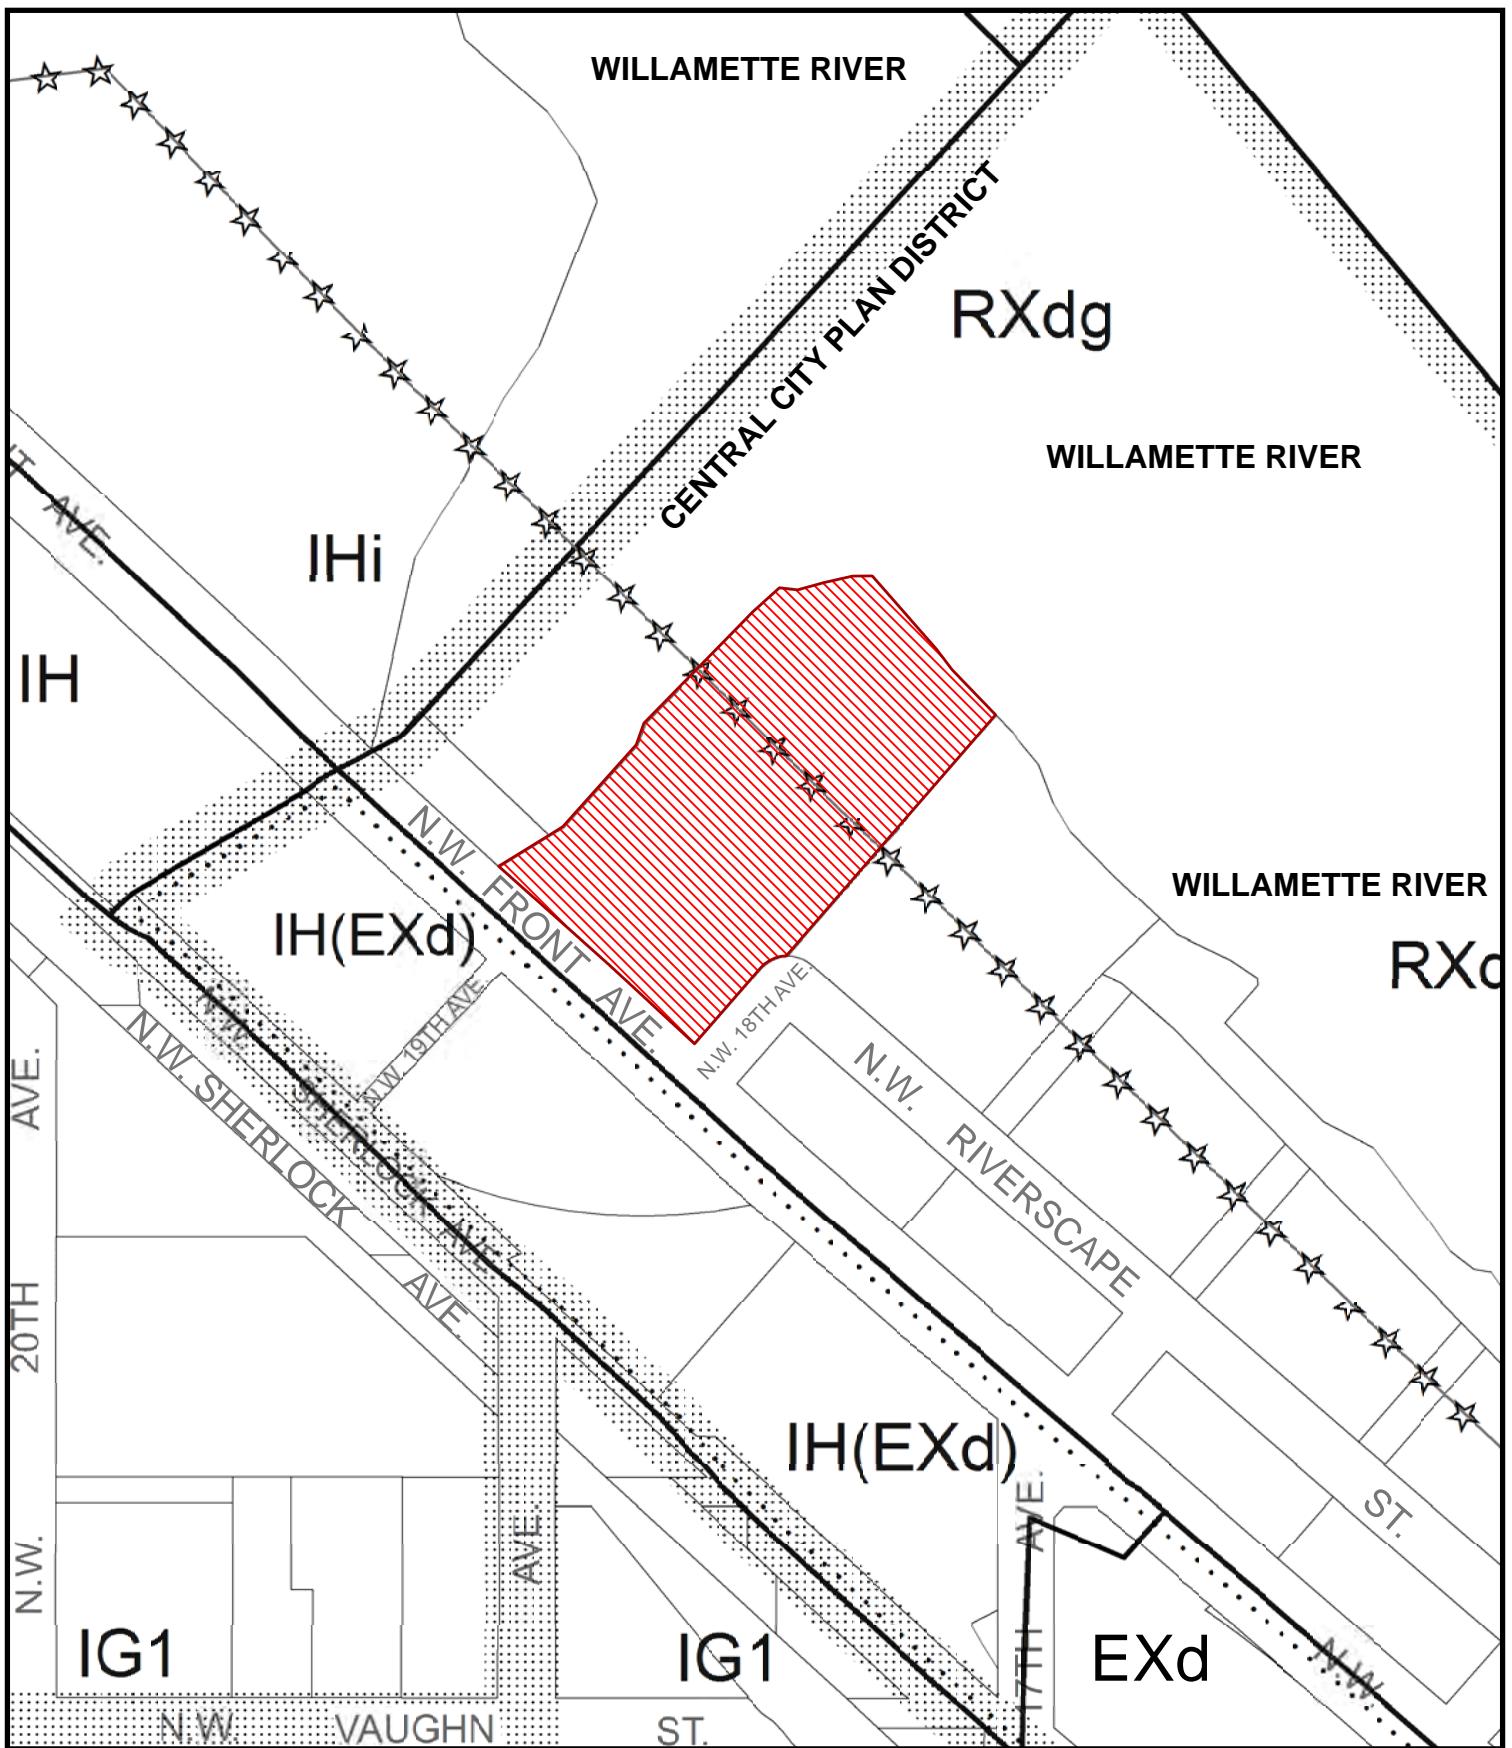 WILLAMETTE RIVER
CENTRAL CITY PLAN DISTRICT
RXdg
WILLAMETTE RIVER
AVE.
IHi
IH
N.W. FRONT AVE.
WILLAMETTE RIVER
IH(EXd)
N.W. 19TH AVE
N.W. 18TH AVE.
N.W. SHERLOCK AVE.
N.W. SHERLOCK AVE.
N.W. RIVERSCAPE ST.
N.W. 20TH AVE.
IH(EXd)
AVE.
17TH AVE.
IG1
IG1
EXd
N.W.
N.W. VAUGHN ST.